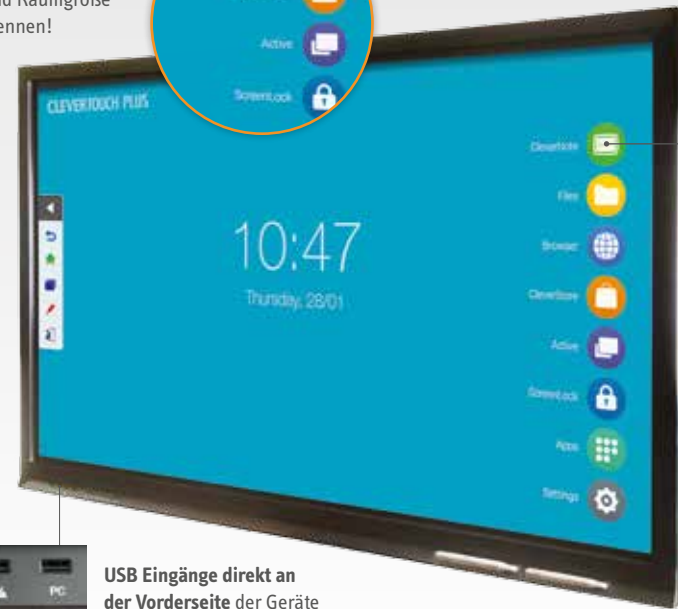 und Raumgröße
ennen!
Active
ScreenLock
CLEVERTOUCH PLUS
Clevernote
Files
10:47
Browser
Thursday, 28/01
Cleverstore
Active
ScreenLock
Apps
Settings
PC
USB Eingänge direkt an
der Vorderseite der Geräte